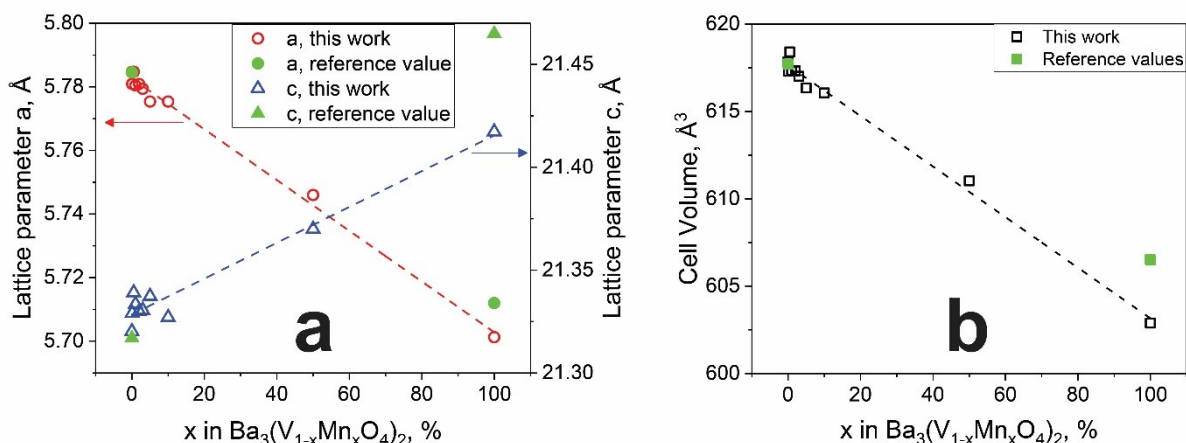 5.80
5.78
5.76
5.74
5.72
5.70
Lattice parameter a, Å
a, this work
a, reference value
c, this work
c, reference value
21.45
21.40
21.35
21.30
Lattice parameter c, Å
a
0 20 40 60 80 100
x in Ba₃(V₁₋ₓMnₓO₄)₂, %
620
615
610
605
600
Cell Volume, Å³
This work
Reference values
b
0 20 40 60 80 100
x in Ba₃(V₁₋ₓMnₓO₄)₂, %